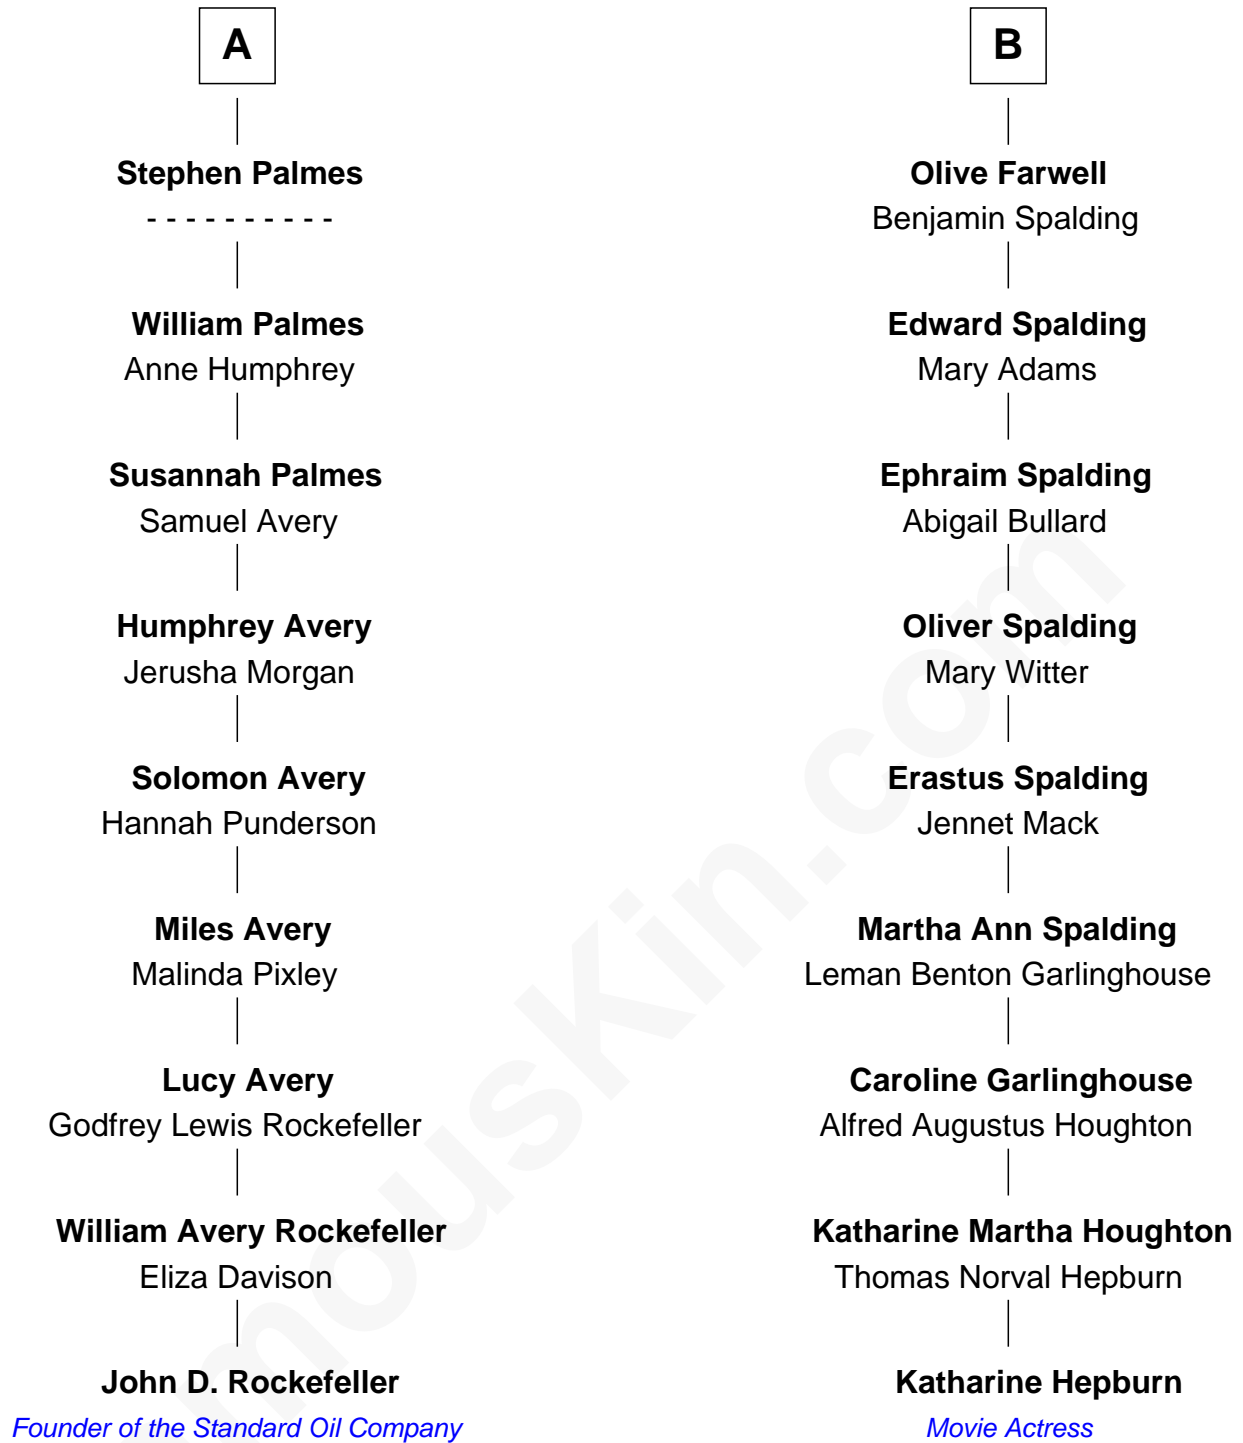 A
Stephen Palmes
- - - - - - - - - -
William Palmes
Anne Humphrey
Susannah Palmes
Samuel Avery
Humphrey Avery
Jerusha Morgan
Solomon Avery
Hannah Punderson
Miles Avery
Malinda Pixley
Lucy Avery
Godfrey Lewis Rockefeller
William Avery Rockefeller
Eliza Davison
John D. Rockefeller
Founder of the Standard Oil Company
B
Olive Farwell
Benjamin Spalding
Edward Spalding
Mary Adams
Ephraim Spalding
Abigail Bullard
Oliver Spalding
Mary Witter
Erastus Spalding
Jennet Mack
Martha Ann Spalding
Leman Benton Garlinghouse
Caroline Garlinghouse
Alfred Augustus Houghton
Katharine Martha Houghton
Thomas Norval Hepburn
Katharine Hepburn
Movie Actress
mousKin.com